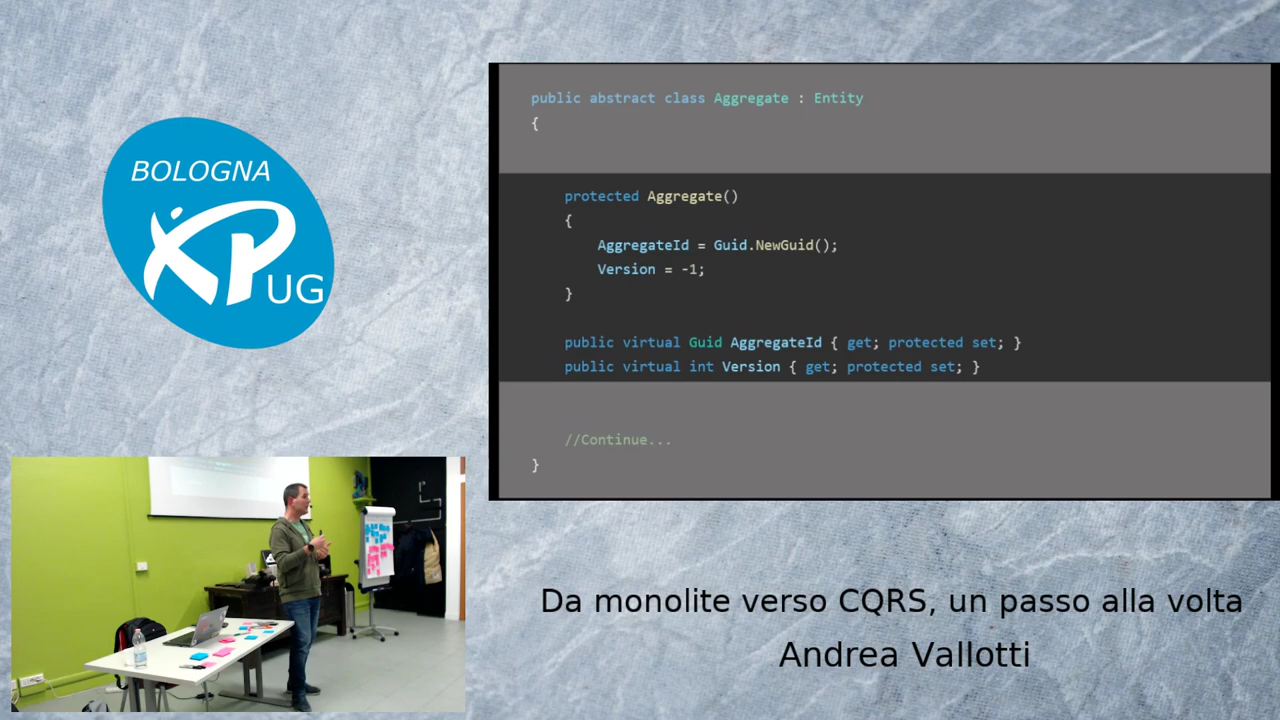 BOLOGNA
XP
UG
public abstract class Aggregate : Entity
{
protected Aggregate()
{
AggregateId = Guid.NewGuid();
Version = -1;
}
public virtual Guid AggregateId { get; protected set; }
public virtual int Version { get; protected set; }
//Continue...
}
Da monolite verso CQRS, un passo alla volta
Andrea Vallotti